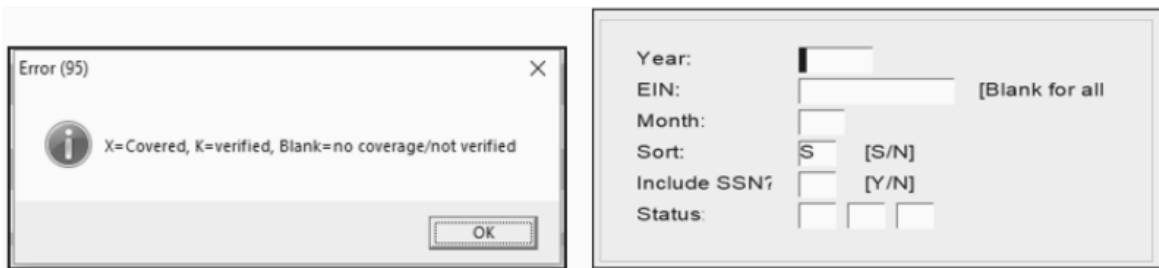 Error (95)
X=Covered, K=verified, Blank=no coverage/not verified
OK
Year:
EIN: [Blank for all
Month:
Sort: S [S/N]
Include SSN? [Y/N]
Status: